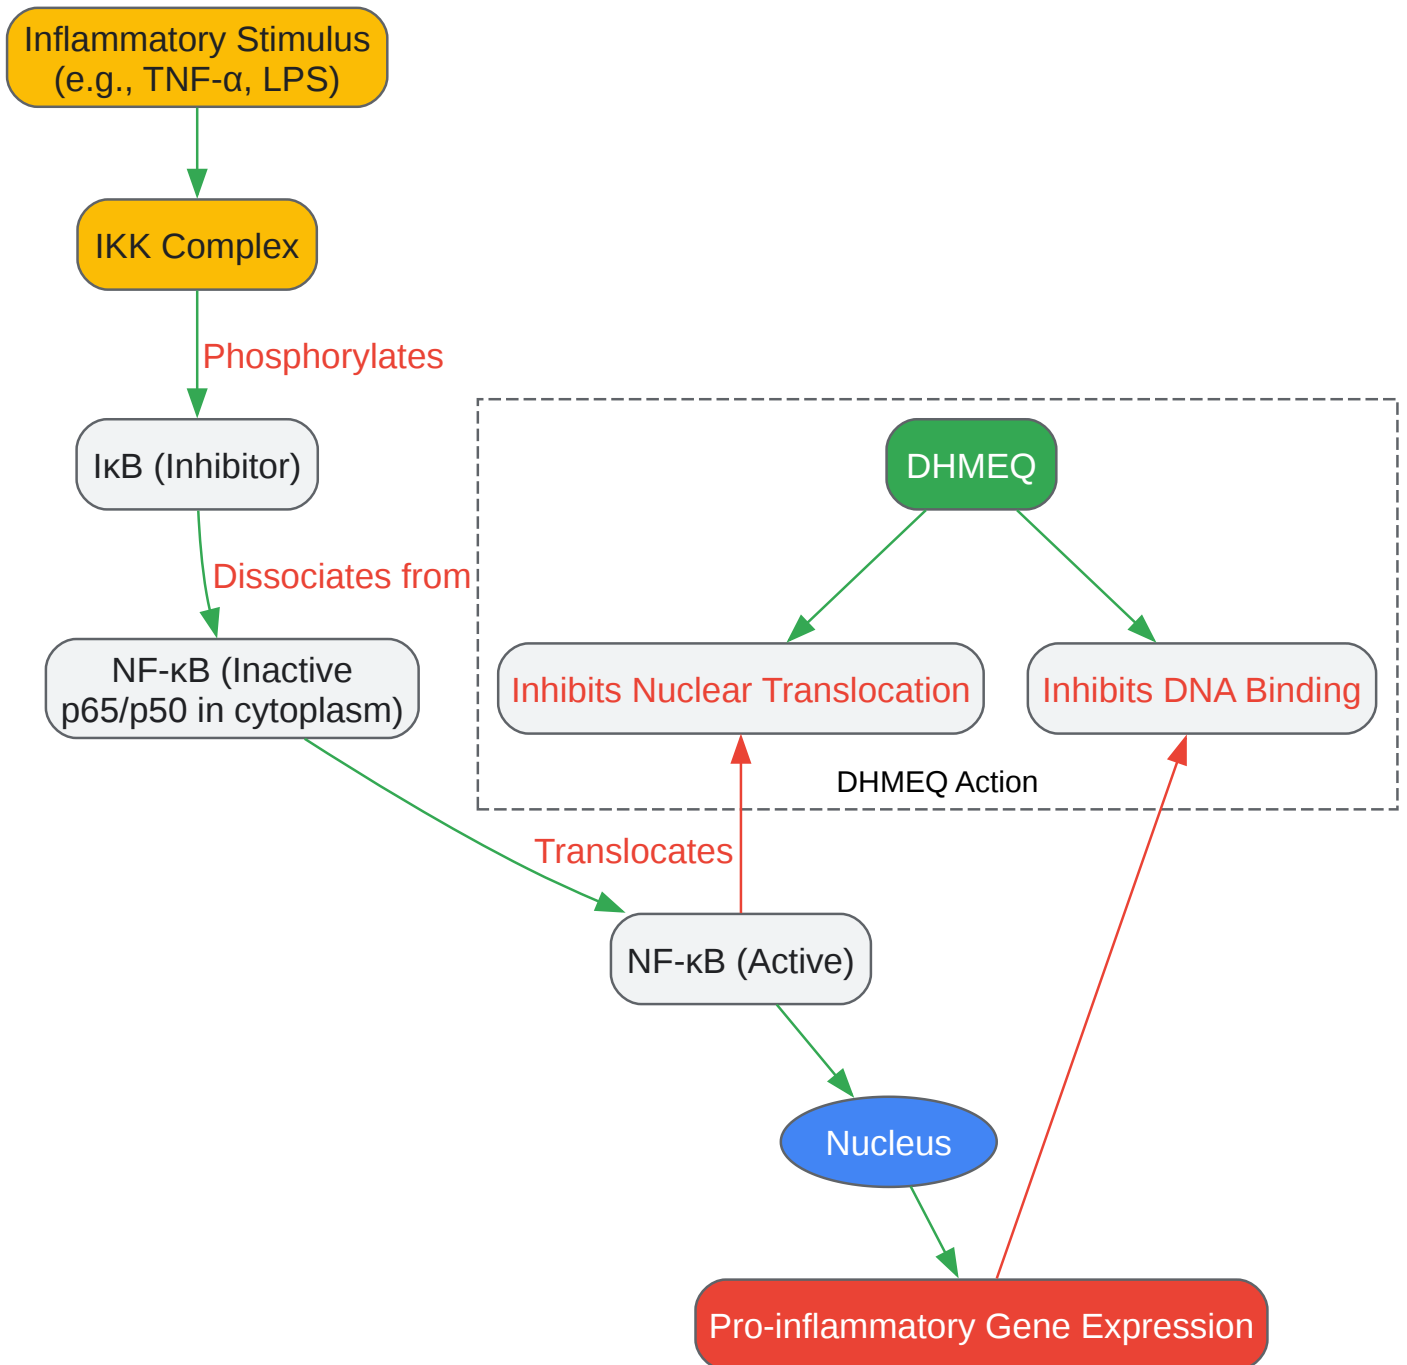 Inflammatory Stimulus
(e.g., TNF-α, LPS)
IKK Complex
Phosphorylates
IκB (Inhibitor)
DHMEQ
Dissociates from
NF-κB (Inactive
p65/p50 in cytoplasm)
Inhibits Nuclear Translocation
Inhibits DNA Binding
DHMEQ Action
Translocates
NF-κB (Active)
Nucleus
Pro-inflammatory Gene Expression